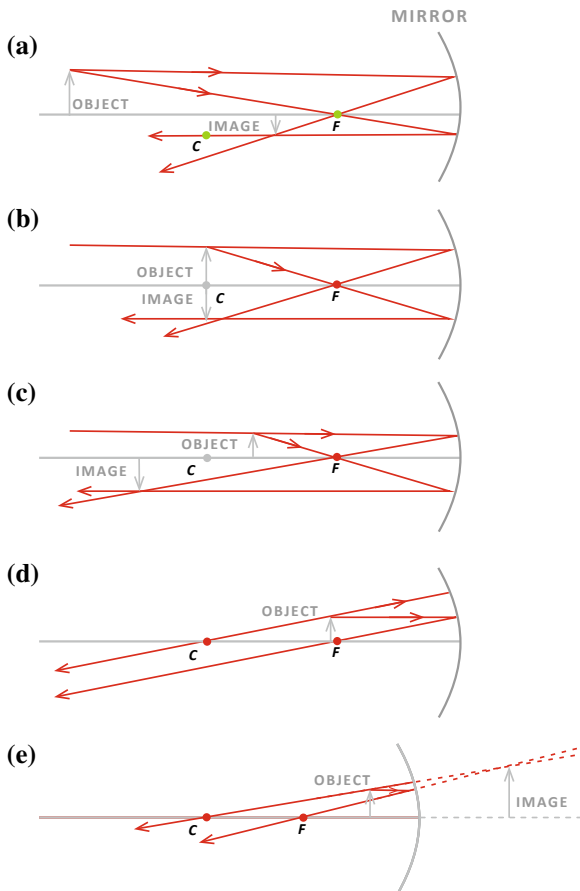 MIRROR
(a)
OBJECT
IMAGE
F
C
(b)
OBJECT
IMAGE
C
F
(c)
OBJECT
C
IMAGE
F
(d)
OBJECT
C
F
(e)
OBJECT
IMAGE
C
F